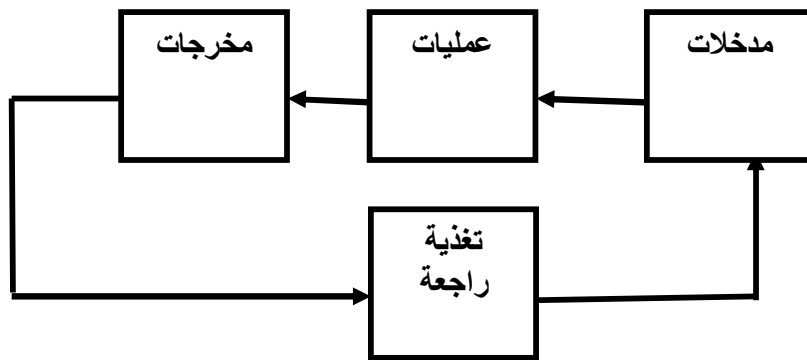 مدخلات
عمليات
مخرجات
تغذية
راجعة